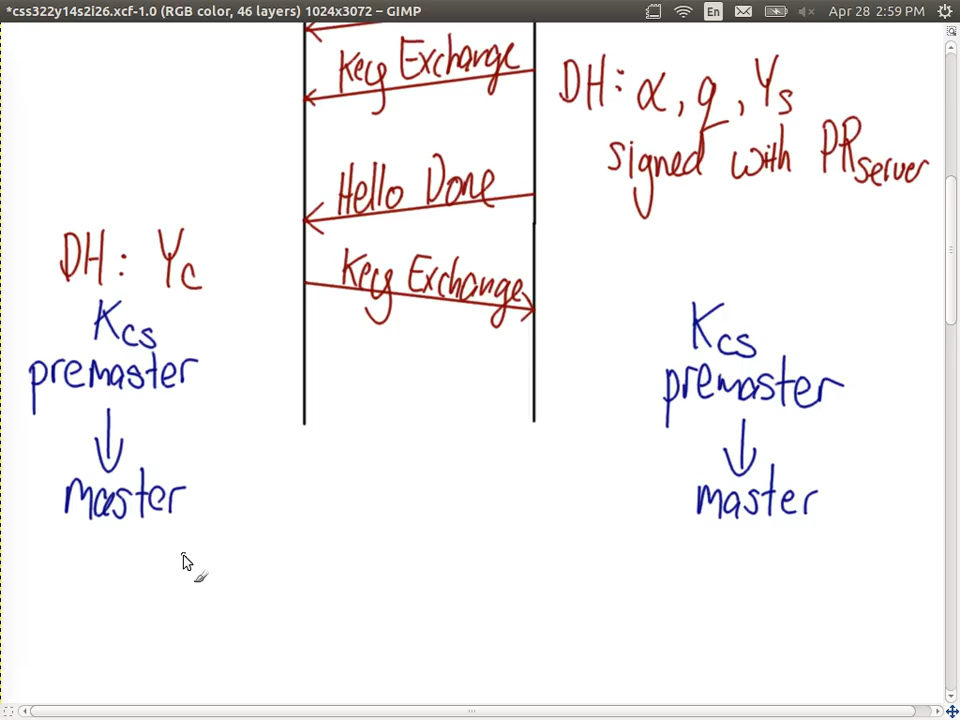 *css322y14s2i26.xcf-1.0 (RGB color, 46 layers) 1024x3072 – GIMP
En
Apr 28 2:59 PM
Key Exchange
DH: α, q, Ys
signed with PRserver
Hello Done
DH: Yc
Key Exchange
Kcs
premaster
↓
master
Kcs
premaster
↓
master